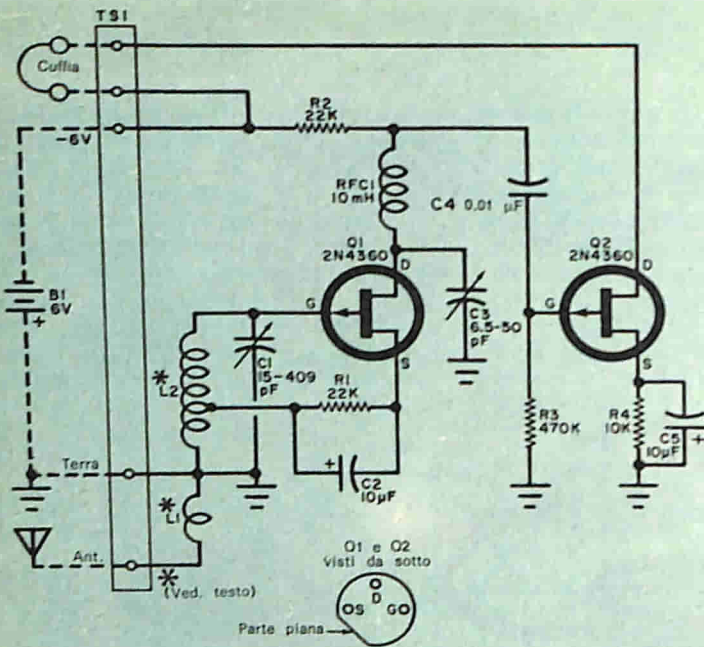 TS1
Cuffia
-6V
R2
22K
RFC1
10mH
C4 0.01 µF
Q1
2N4360
D
G
S
Q2
2N4360
D
G
S
B1
6V
+
*
L2
C1
15-409
pF
R1
22K
C3
6.5-50
pF
R3
470K
R4
10K
C5
10µF
+
+
C2
10µF
Terra
*
L1
Ant.
*
(Ved. testo)
Q1 e Q2
visti da sotto
D
S G
Parte piana